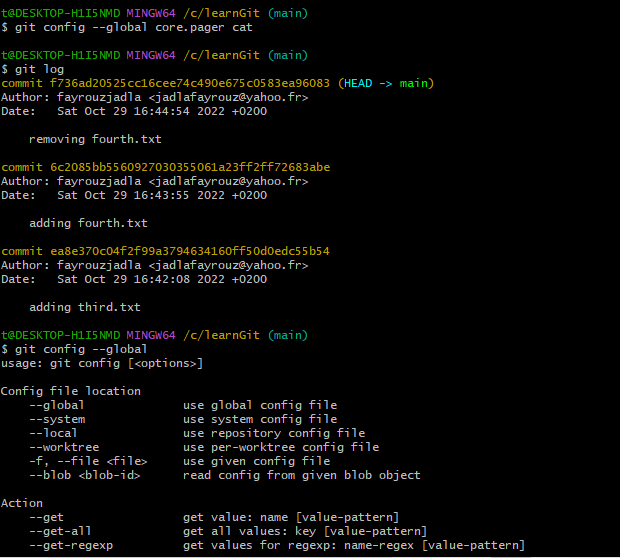 t@DESKTOP-H1I5NMD MINGW64 /c/learnGit (main)
$ git config --global core.pager cat
t@DESKTOP-H1I5NMD MINGW64 /c/learnGit (main)
$ git log
commit f736ad20525cc16cee74c490e675c0583ea96083 (HEAD -> main)
Author: fayrouzjadla <jadlafayrouz@yahoo.fr>
Date:   Sat Oct 29 16:44:54 2022 +0200
    removing fourth.txt
commit 6c2085bb5560927030355061a23ff2ff72683abe
Author: fayrouzjadla <jadlafayrouz@yahoo.fr>
Date:   Sat Oct 29 16:43:55 2022 +0200
    adding fourth.txt
commit ea8e370c04f2f99a3794634160ff50d0edc55b54
Author: fayrouzjadla <jadlafayrouz@yahoo.fr>
Date:   Sat Oct 29 16:42:08 2022 +0200
    adding third.txt
t@DESKTOP-H1I5NMD MINGW64 /c/learnGit (main)
$ git config --global
usage: git config [<options>]
Config file location
    --global              use global config file
    --system              use system config file
    --local               use repository config file
    --worktree            use per-worktree config file
    -f, --file <file>     use given config file
    --blob <blob-id>      read config from given blob object
Action
    --get                 get value: name [value-pattern]
    --get-all             get all values: key [value-pattern]
    --get-regexp          get values for regexp: name-regex [value-pattern]